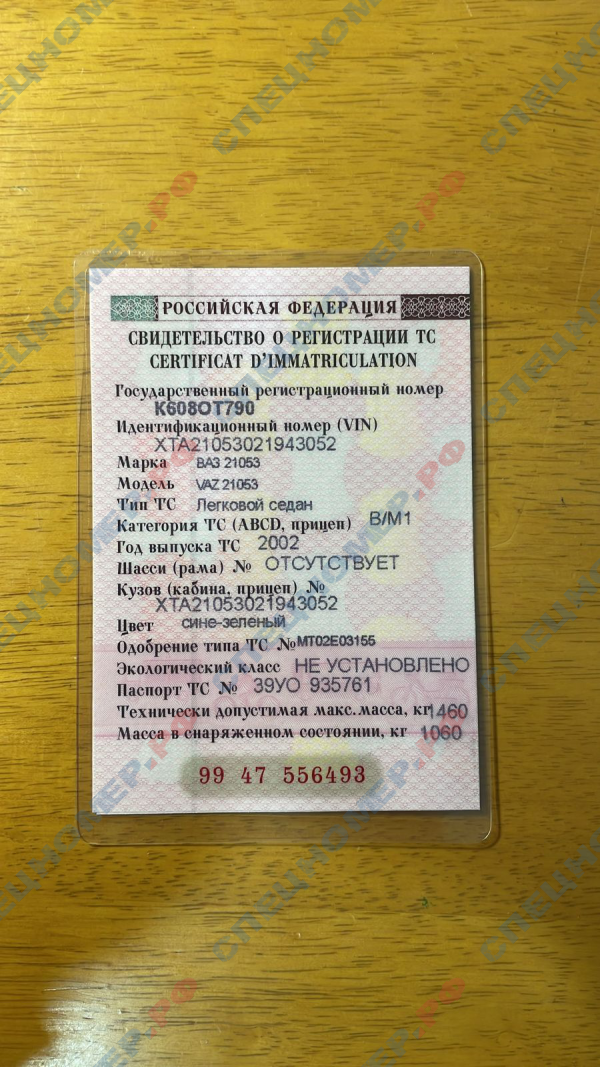 РОССИЙСКАЯ ФЕДЕРАЦИЯ
СВИДЕТЕЛЬСТВО О РЕГИСТРАЦИИ ТС
CERTIFICAT D'IMMATRICULATION
Государственный регистрационный номер
К608ОТ790
Идентификационный номер (VIN)
XTA21053021943052
Марка ВАЗ 21053
Модель VAZ 21053
Тип ТС Легковой седан
Категория ТС (ABCD, прицеп) B/M1
Год выпуска ТС 2002
Шасси (рама) № ОТСУТСТВУЕТ
Кузов (кабина, прицеп) №
XTA21053021943052
Цвет сине-зеленый
Одобрение типа ТС №МТ02Е03155
Экологический класс НЕ УСТАНОВЛЕНО
Паспорт ТС № 39УО 935761
Технически допустимая макс.масса, кг 1460
Масса в снаряженном состоянии, кг 1060
99 47 556493
СПЕЦНОМЕР.РФ